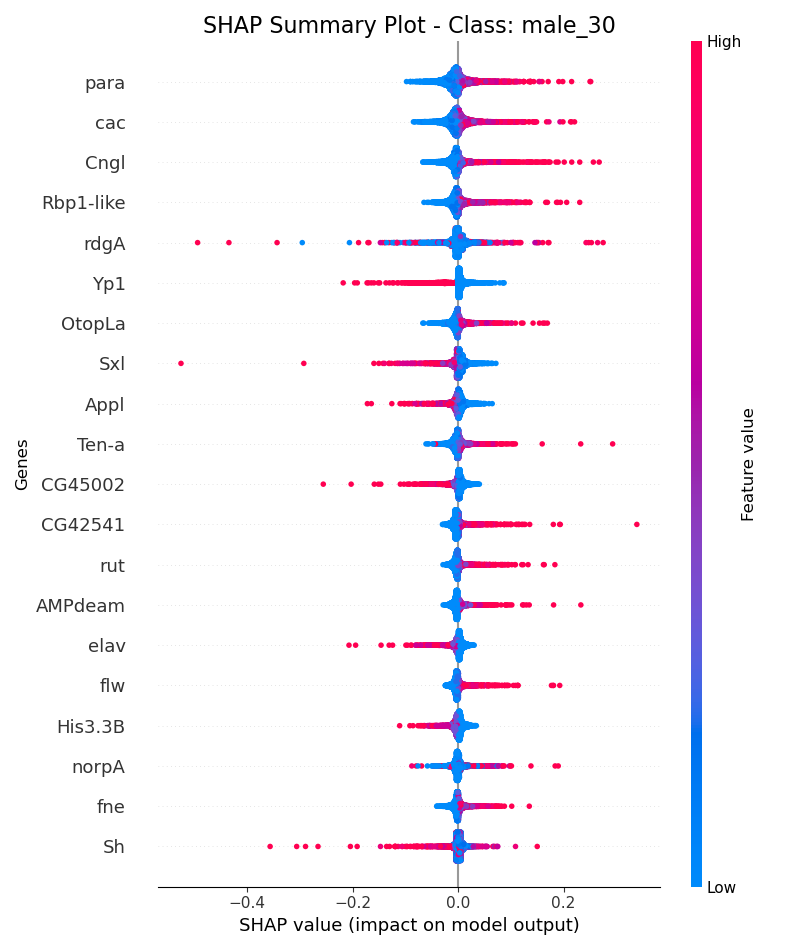 SHAP Summary Plot - Class: male_30
High
para
cac
Cngl
Rbp1-like
rdgA
Yp1
OtopLa
Sxl
Appl
Ten-a
CG45002
CG42541
rut
AMPdeam
elav
flw
His3.3B
norpA
fne
Sh
Genes
Feature value
Low
−0.4 −0.2 0.0 0.2
SHAP value (impact on model output)